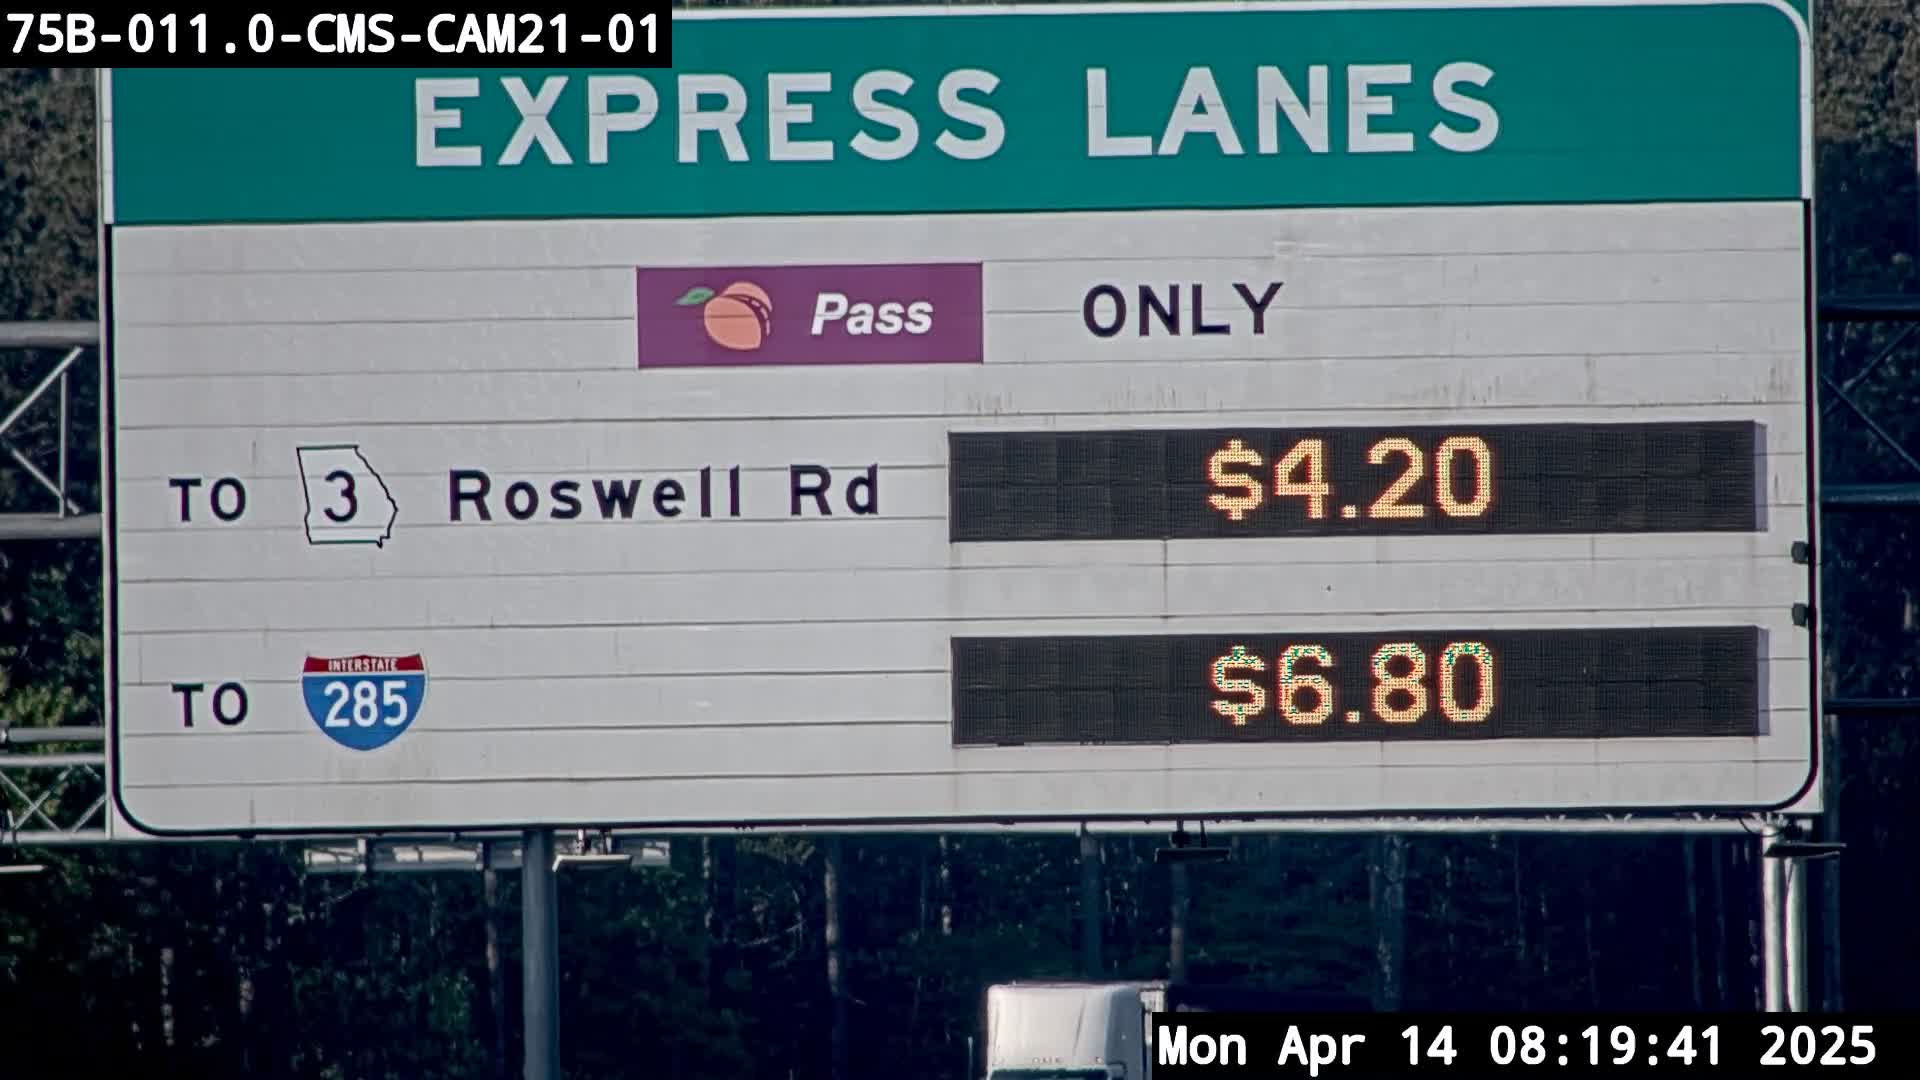 75B-011.0-CMS-CAM21-01
EXPRESS LANES
Pass ONLY
TO 3 Roswell Rd $4.20
TO INTERSTATE 285 $6.80
Mon Apr 14 08:19:41 2025